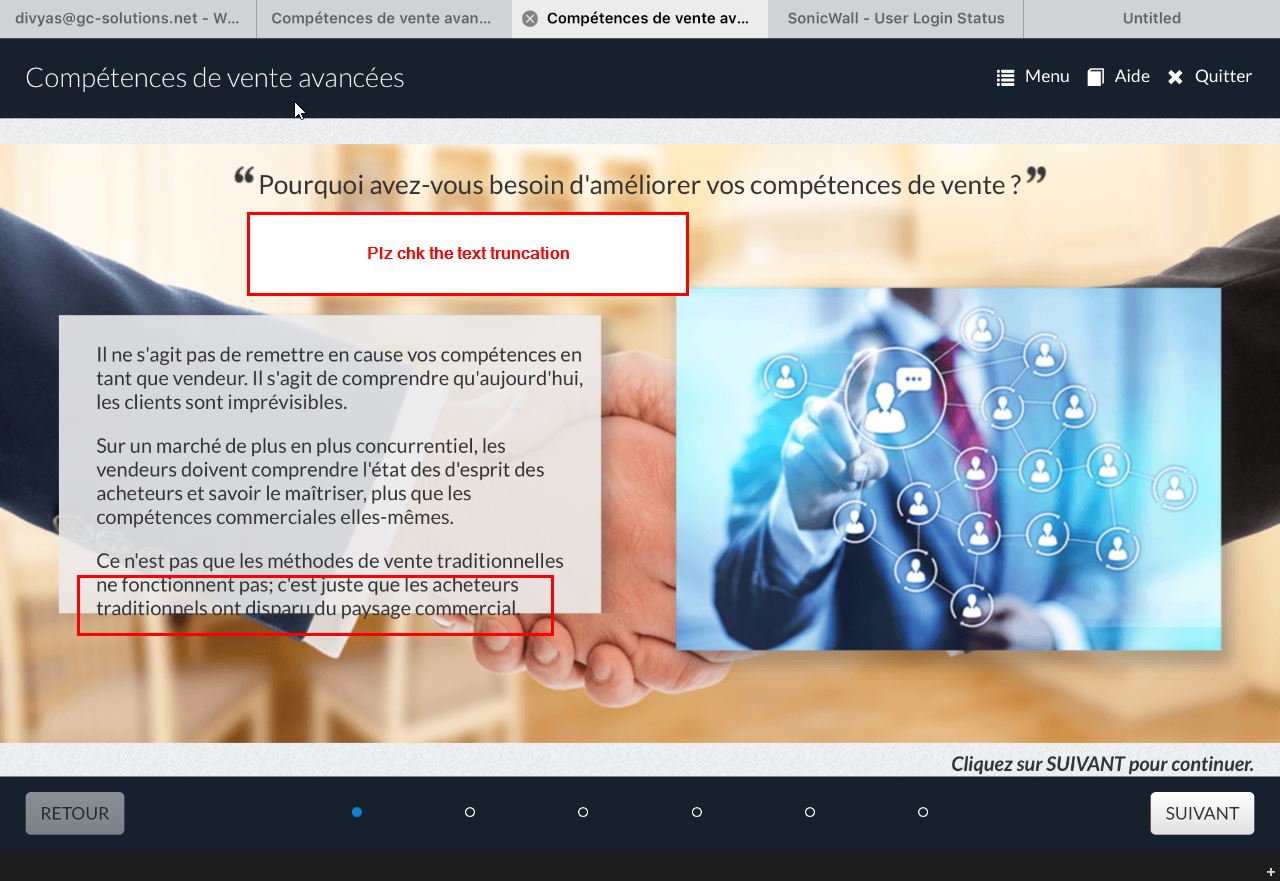 divyas@gc-solutions.net - W...
Compétences de vente avan...
Compétences de vente av...
SonicWall - User Login Status
Untitled
Compétences de vente avancées
Menu
Aide
Quitter
“Pourquoi avez-vous besoin d'améliorer vos compétences de vente ?”
Plz chk the text truncation
Il ne s'agit pas de remettre en cause vos compétences en
tant que vendeur. Il s'agit de comprendre qu'aujourd'hui,
les clients sont imprévisibles.
Sur un marché de plus en plus concurrentiel, les
vendeurs doivent comprendre l'état des d'esprit des
acheteurs et savoir le maîtriser, plus que les
compétences commerciales elles-mêmes.
Ce n'est pas que les méthodes de vente traditionnelles
ne fonctionnent pas; c'est juste que les acheteurs
traditionnels ont disparu du paysage commercial.
Cliquez sur SUIVANT pour continuer.
RETOUR
SUIVANT